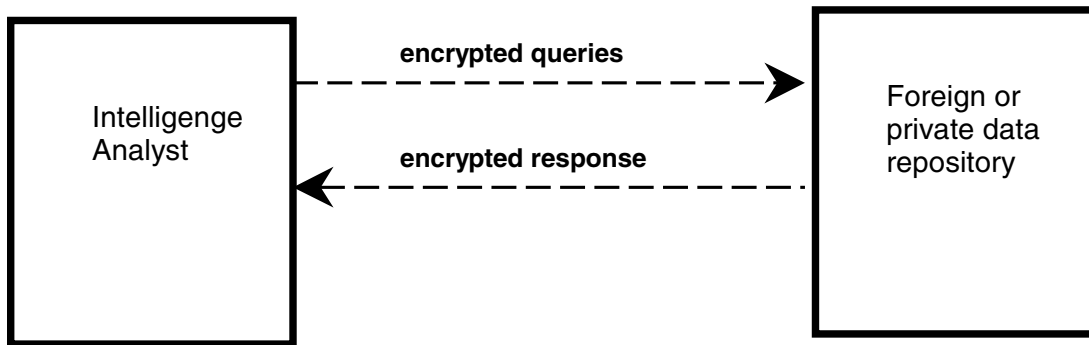 Intelligenge
Analyst
encrypted queries
encrypted response
Foreign or
private data
repository